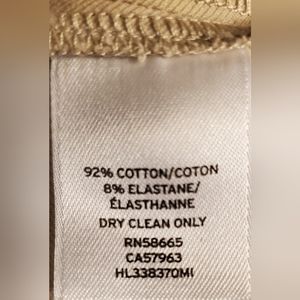 92% COTTON/COTON
8% ELASTANE/
ÉLASTHANNE
DRY CLEAN ONLY
RN58665
CA57963
HL338370MI